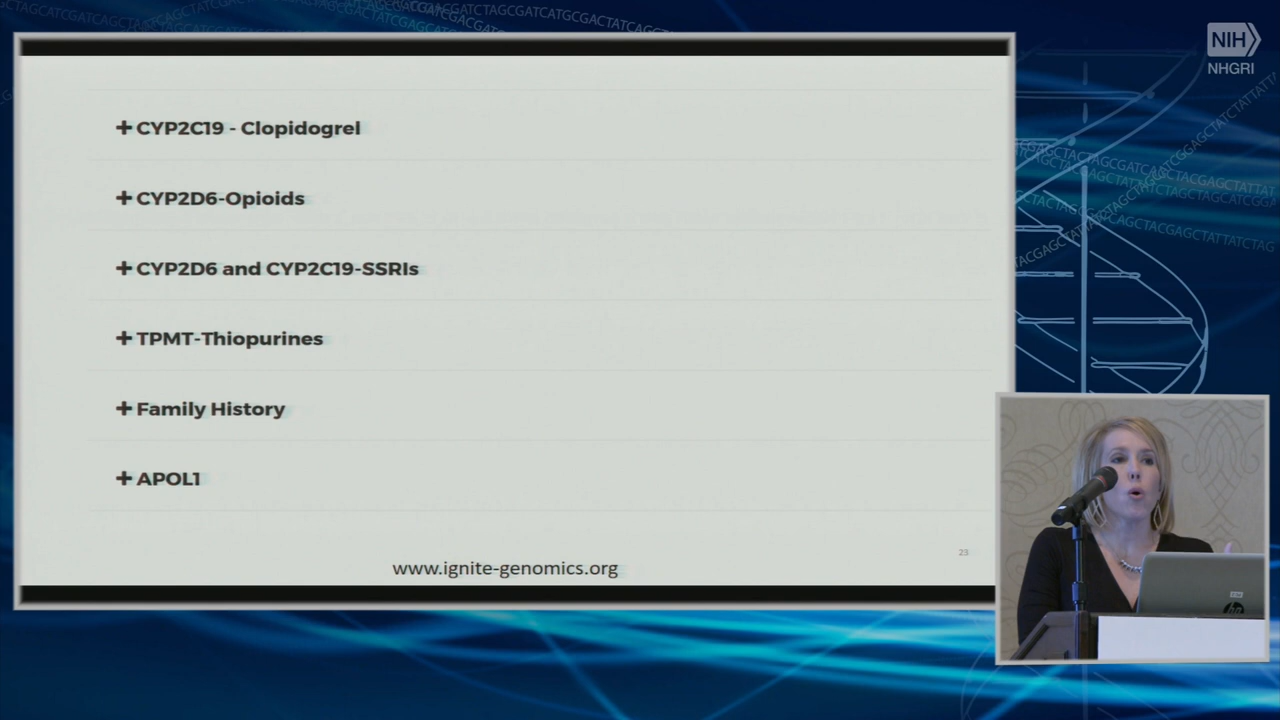 NIH
NHGRI
+ CYP2C19 - Clopidogrel
+ CYP2D6-Opioids
+ CYP2D6 and CYP2C19-SSRIs
+ TPMT-Thiopurines
+ Family History
+ APOL1
23
www.ignite-genomics.org
hp